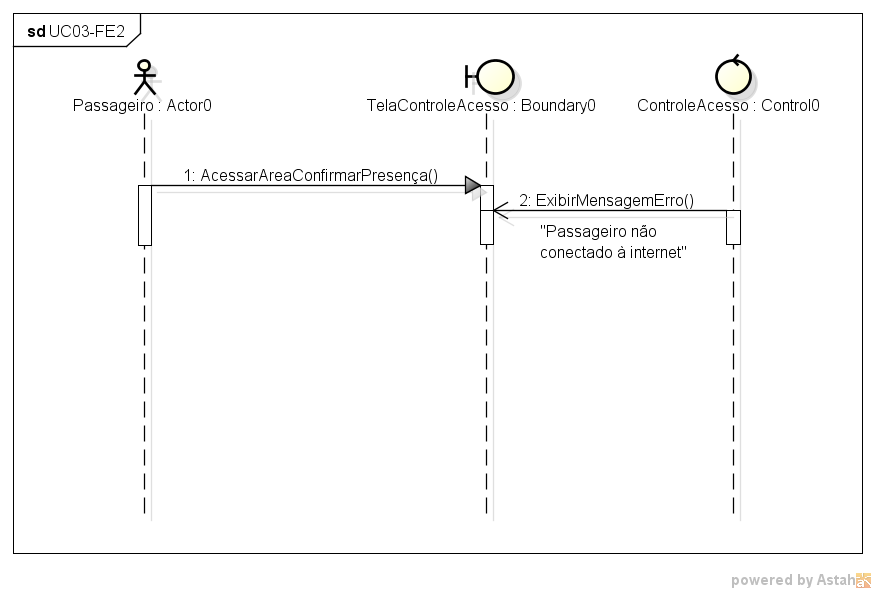 sd UC03-FE2
Passageiro : Actor0
TelaControleAcesso : Boundary0
ControleAcesso : Control0
1: AcessarAreaConfirmarPresença()
2: ExibirMensagemErro()
"Passageiro não
conectado à internet"
powered by Astah